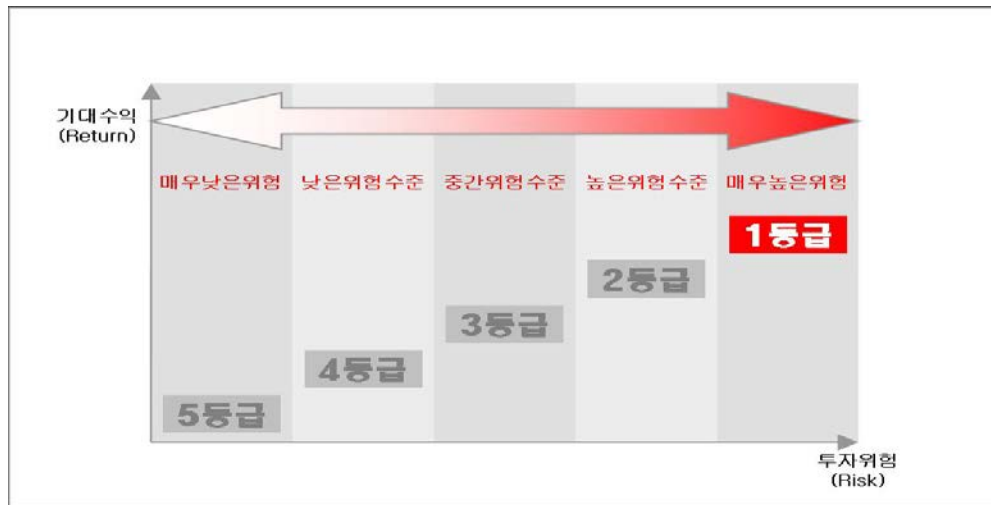 기대수익
(Return)
매우낮은위험 낮은위험수준 중간위험수준 높은위험수준 매우높은위험
1등급
2등급
3등급
4등급
5등급
투자위험
(Risk)